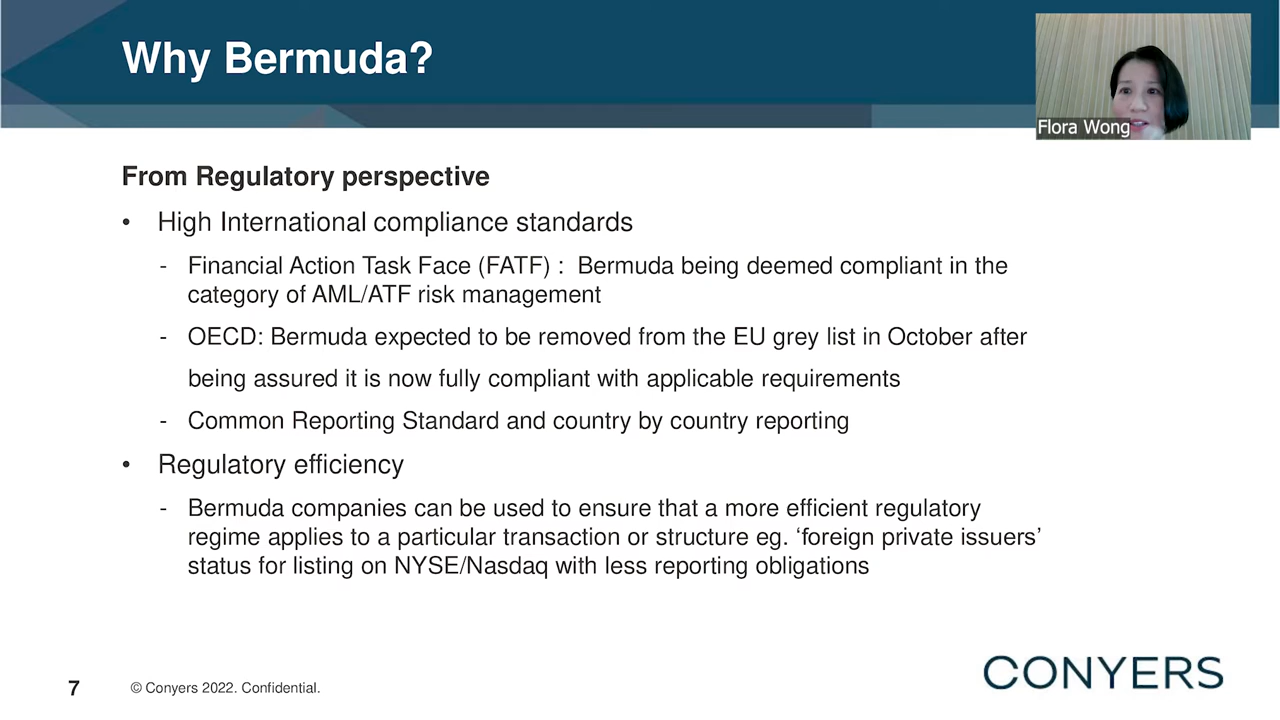 Why Bermuda?
Flora Wong
From Regulatory perspective
• High International compliance standards
- Financial Action Task Face (FATF) : Bermuda being deemed compliant in the
category of AML/ATF risk management
- OECD: Bermuda expected to be removed from the EU grey list in October after
being assured it is now fully compliant with applicable requirements
- Common Reporting Standard and country by country reporting
• Regulatory efficiency
- Bermuda companies can be used to ensure that a more efficient regulatory
regime applies to a particular transaction or structure eg. ‘foreign private issuers’
status for listing on NYSE/Nasdaq with less reporting obligations
7 © Conyers 2022. Confidential.
CONYERS